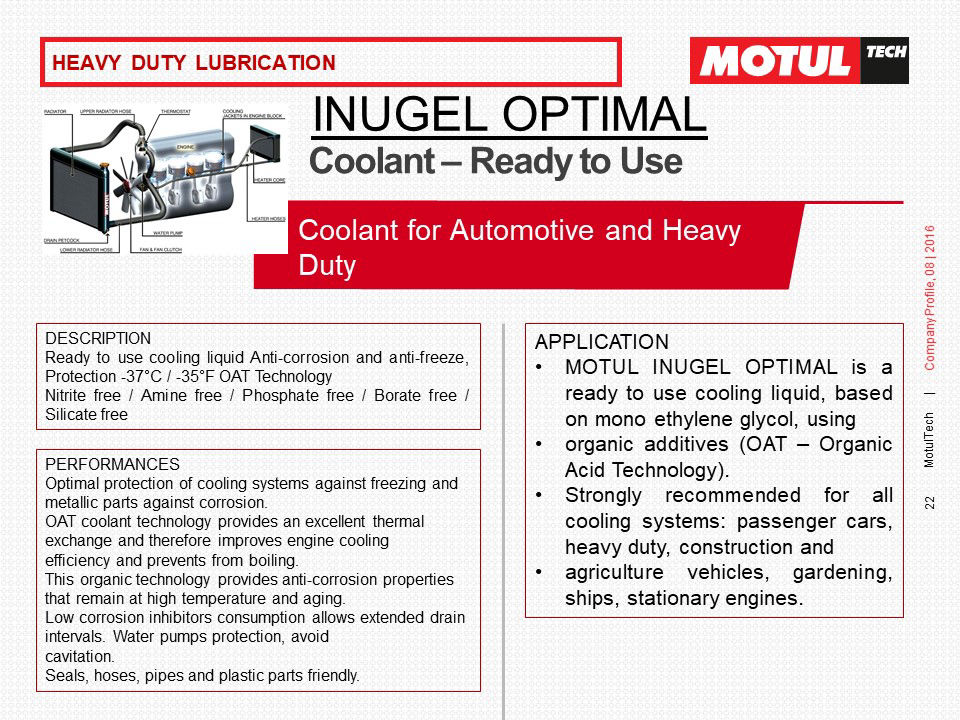 HEAVY DUTY LUBRICATION
MOTUL TECH
RADIATOR
UPPER RADIATOR HOSE
THERMOSTAT
COOLING
JACKETS IN ENGINE BLOCK
ENGINE
HEATER CORE
HEATER HOSES
WATER PUMP
DRAIN PETCOCK
LOWER RADIATOR HOSE
FAN & FAN CLUTCH
INUGEL OPTIMAL
Coolant – Ready to Use
Coolant for Automotive and Heavy
Duty
DESCRIPTION
Ready to use cooling liquid Anti-corrosion and anti-freeze,
Protection -37°C / -35°F OAT Technology
Nitrite free / Amine free / Phosphate free / Borate free /
Silicate free
PERFORMANCES
Optimal protection of cooling systems against freezing and
metallic parts against corrosion.
OAT coolant technology provides an excellent thermal
exchange and therefore improves engine cooling
efficiency and prevents from boiling.
This organic technology provides anti-corrosion properties
that remain at high temperature and aging.
Low corrosion inhibitors consumption allows extended drain
intervals. Water pumps protection, avoid
cavitation.
Seals, hoses, pipes and plastic parts friendly.
APPLICATION
• MOTUL INUGEL OPTIMAL is a
ready to use cooling liquid, based
on mono ethylene glycol, using
• organic additives (OAT – Organic
Acid Technology).
• Strongly recommended for all
cooling systems: passenger cars,
heavy duty, construction and
• agriculture vehicles, gardening,
ships, stationary engines.
22 MotulTech | Company Profile, 08 | 2016